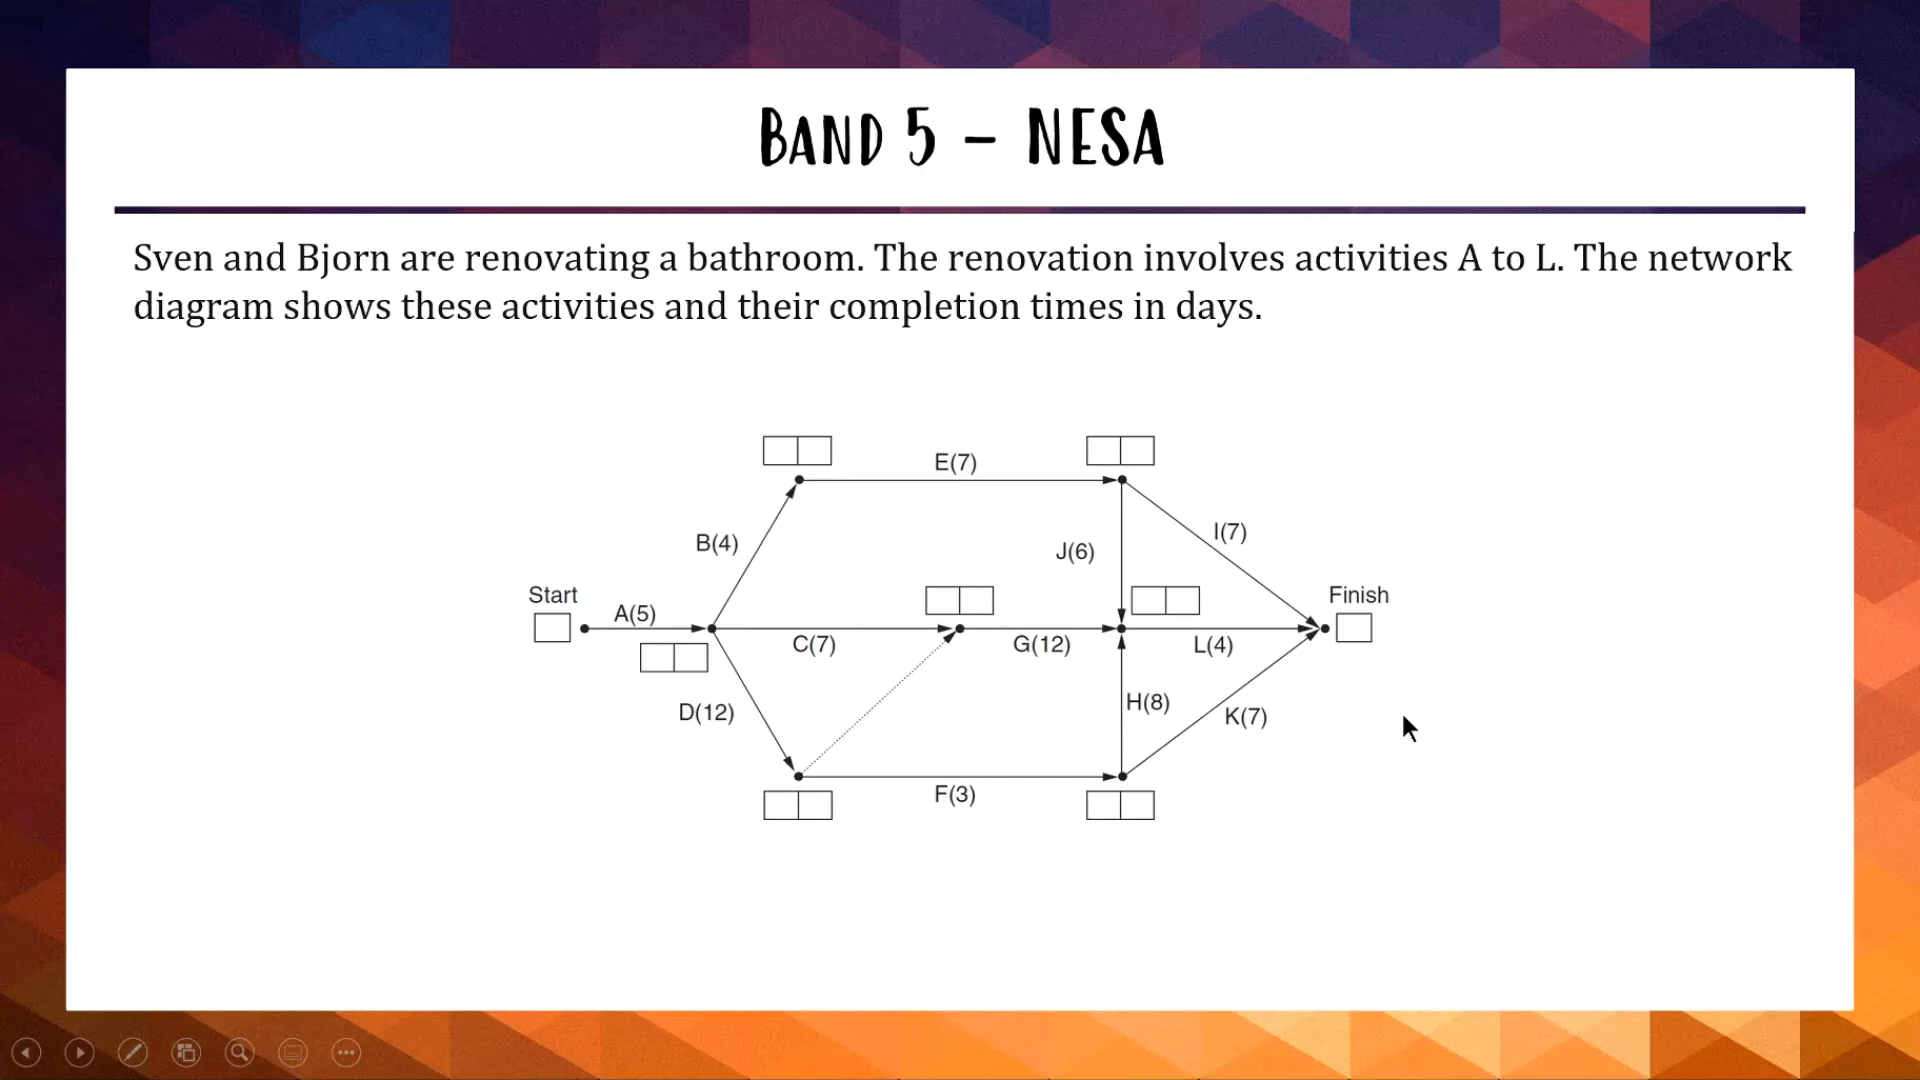 BAND 5 – NESA
Sven and Bjorn are renovating a bathroom. The renovation involves activities A to L. The network
diagram shows these activities and their completion times in days.
E(7)
I(7)
B(4)
J(6)
Start
Finish
A(5)
C(7)
G(12)
L(4)
H(8)
D(12)
K(7)
F(3)